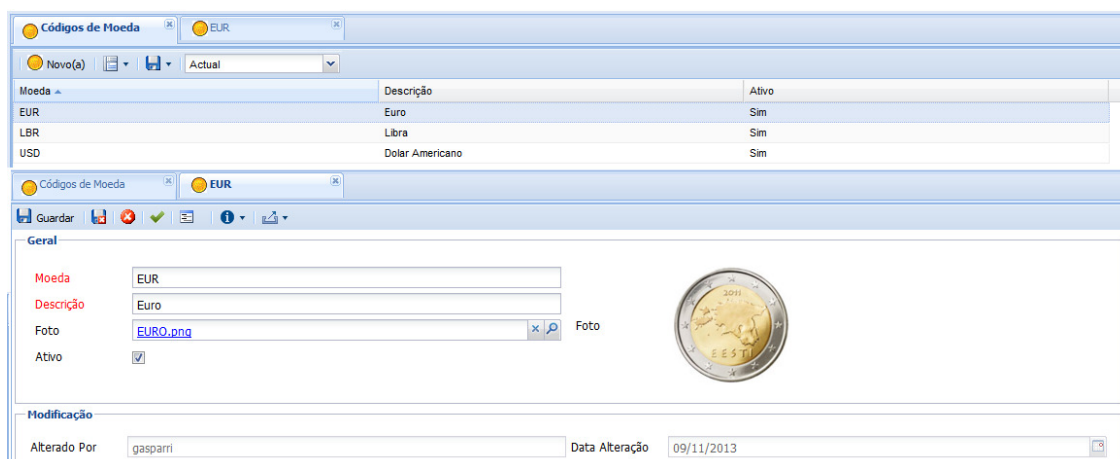 Códigos de Moeda EUR
Novo(a) Actual
Moeda Descrição Ativo
EUR Euro Sim
LBR Libra Sim
USD Dolar Americano Sim
Códigos de Moeda EUR
Guardar
Geral
Moeda EUR
Descrição Euro
Foto EURO.png Foto
2011
EESTI
Ativo
Modificação
Alterado Por gasparri Data Alteração 09/11/2013